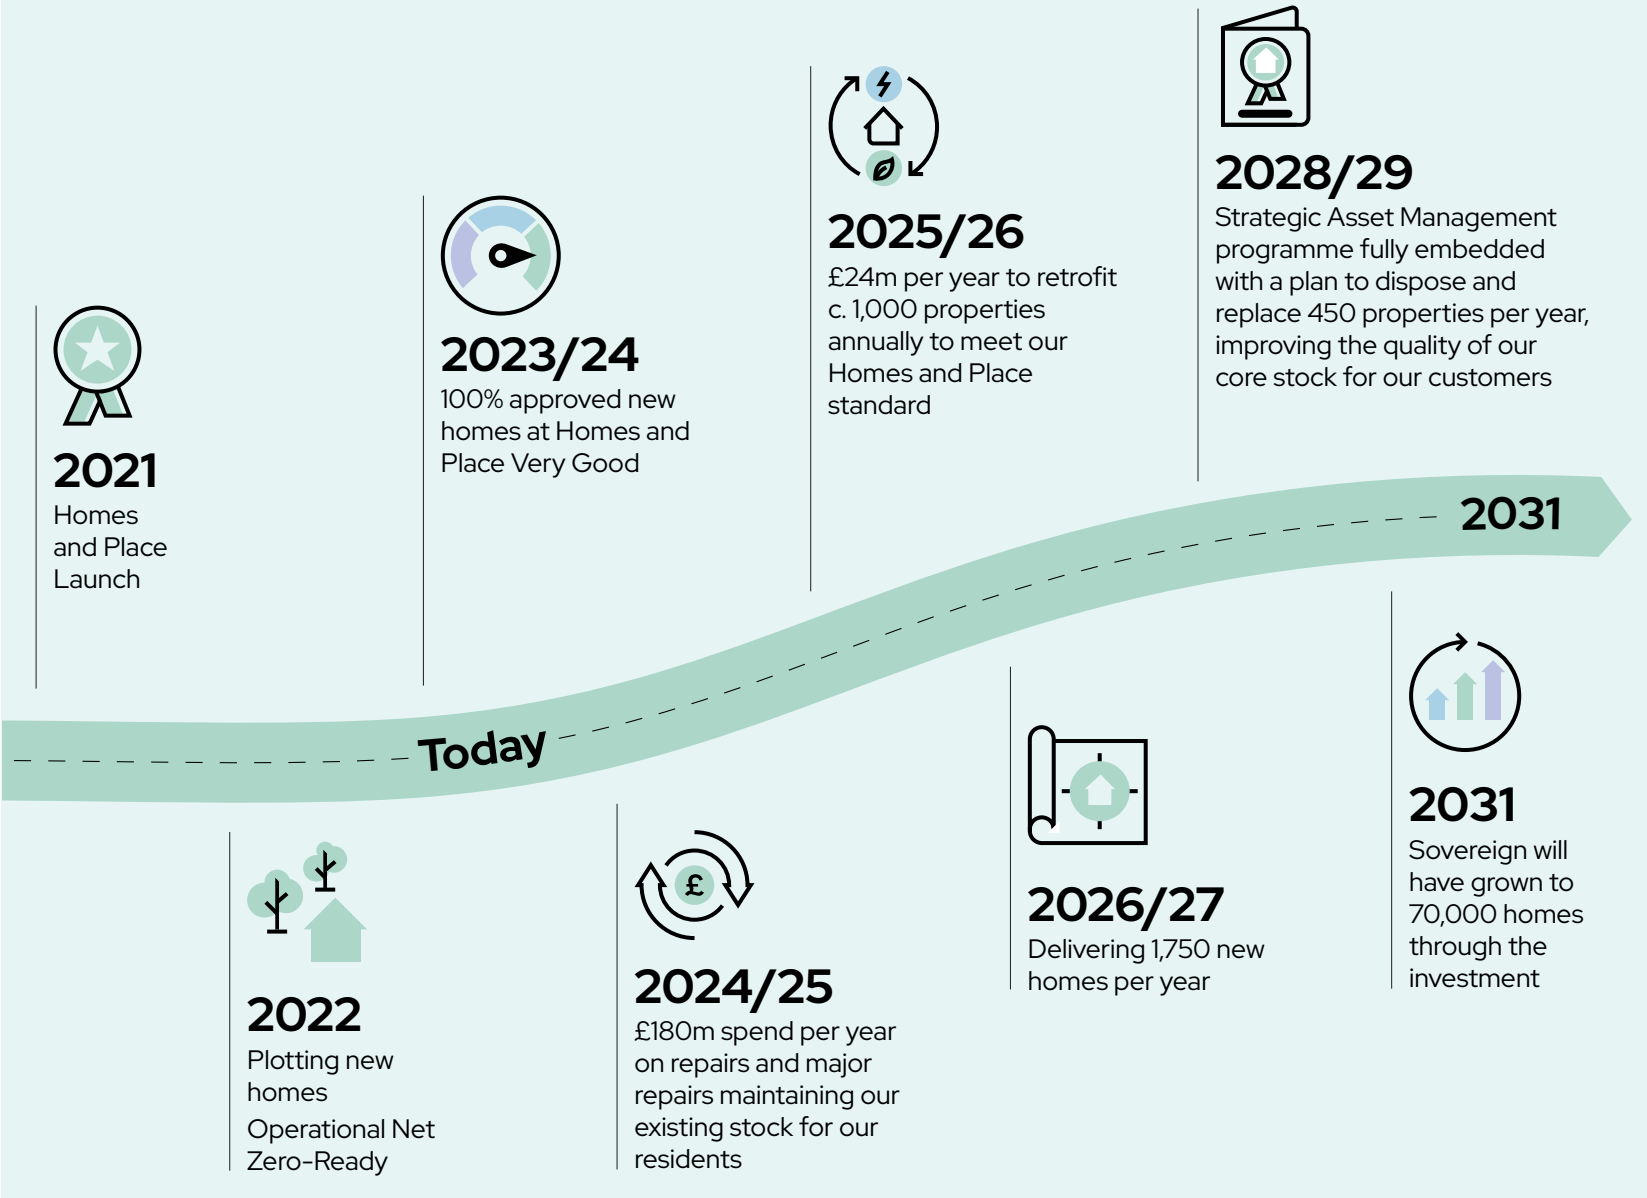 2021
Homes
and Place
Launch
2022
Plotting new
homes
Operational Net
Zero-Ready
2023/24
100% approved new
homes at Homes and
Place Very Good
Today
2024/25
£180m spend per year
on repairs and major
repairs maintaining our
existing stock for our
residents
£
2025/26
£24m per year to retrofit
c. 1,000 properties
annually to meet our
Homes and Place
standard
2026/27
Delivering 1,750 new
homes per year
2028/29
Strategic Asset Management
programme fully embedded
with a plan to dispose and
replace 450 properties per year,
improving the quality of our
core stock for our customers
2031
2031
Sovereign will
have grown to
70,000 homes
through the
investment